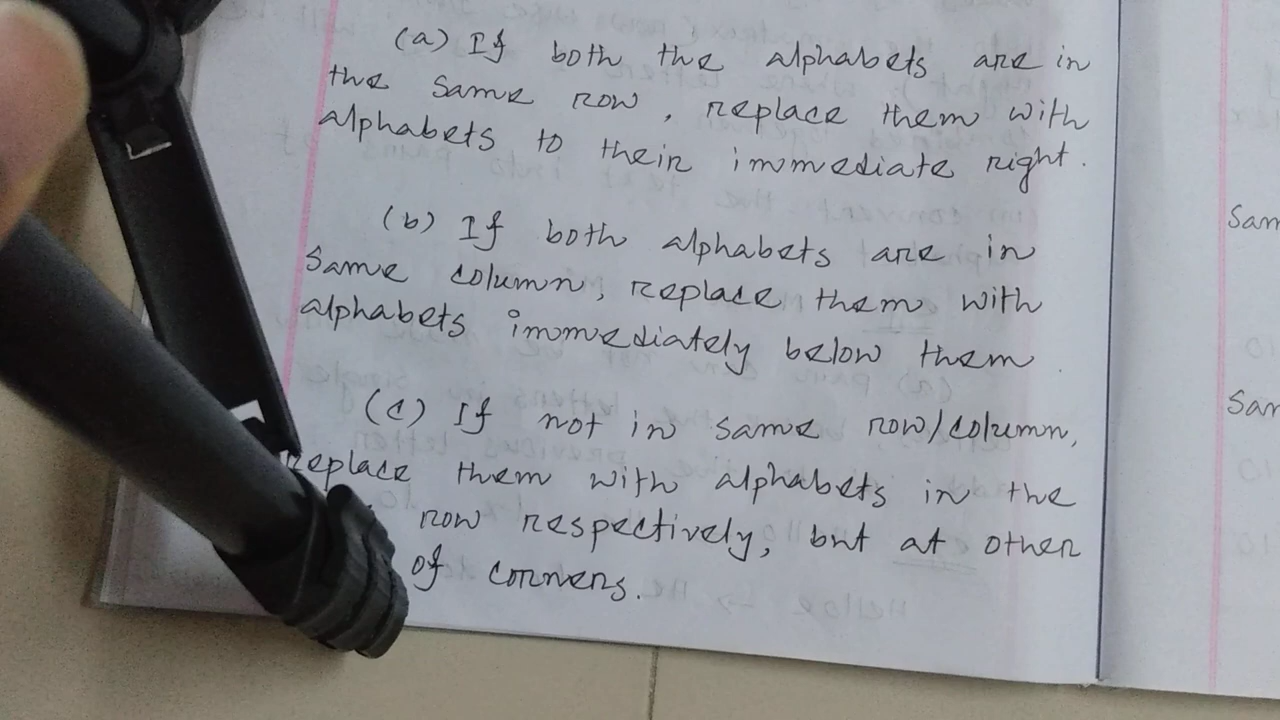 (a) If both the alphabets are in
the same row, replace them with
alphabets to their immediate right.
(b) If both alphabets are in
same column, replace them with
alphabets immediately below them
(c) If not in same row/column,
replace them with alphabets in the
row respectively, but at other
of corners.
Sam
Sam